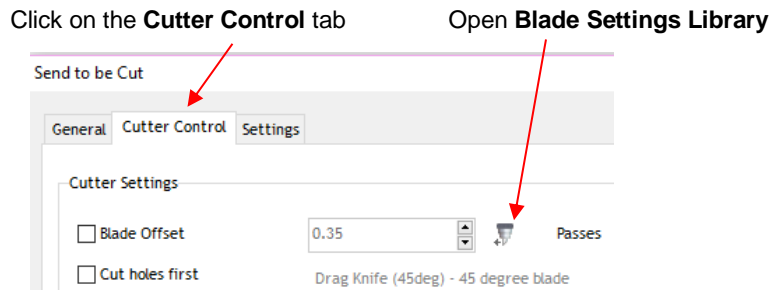 Click on the Cutter Control tab
Open Blade Settings Library
Send to be Cut
General Cutter Control Settings
Cutter Settings
Blade Offset 0.35 Passes
Cut holes first Drag Knife (45deg) - 45 degree blade